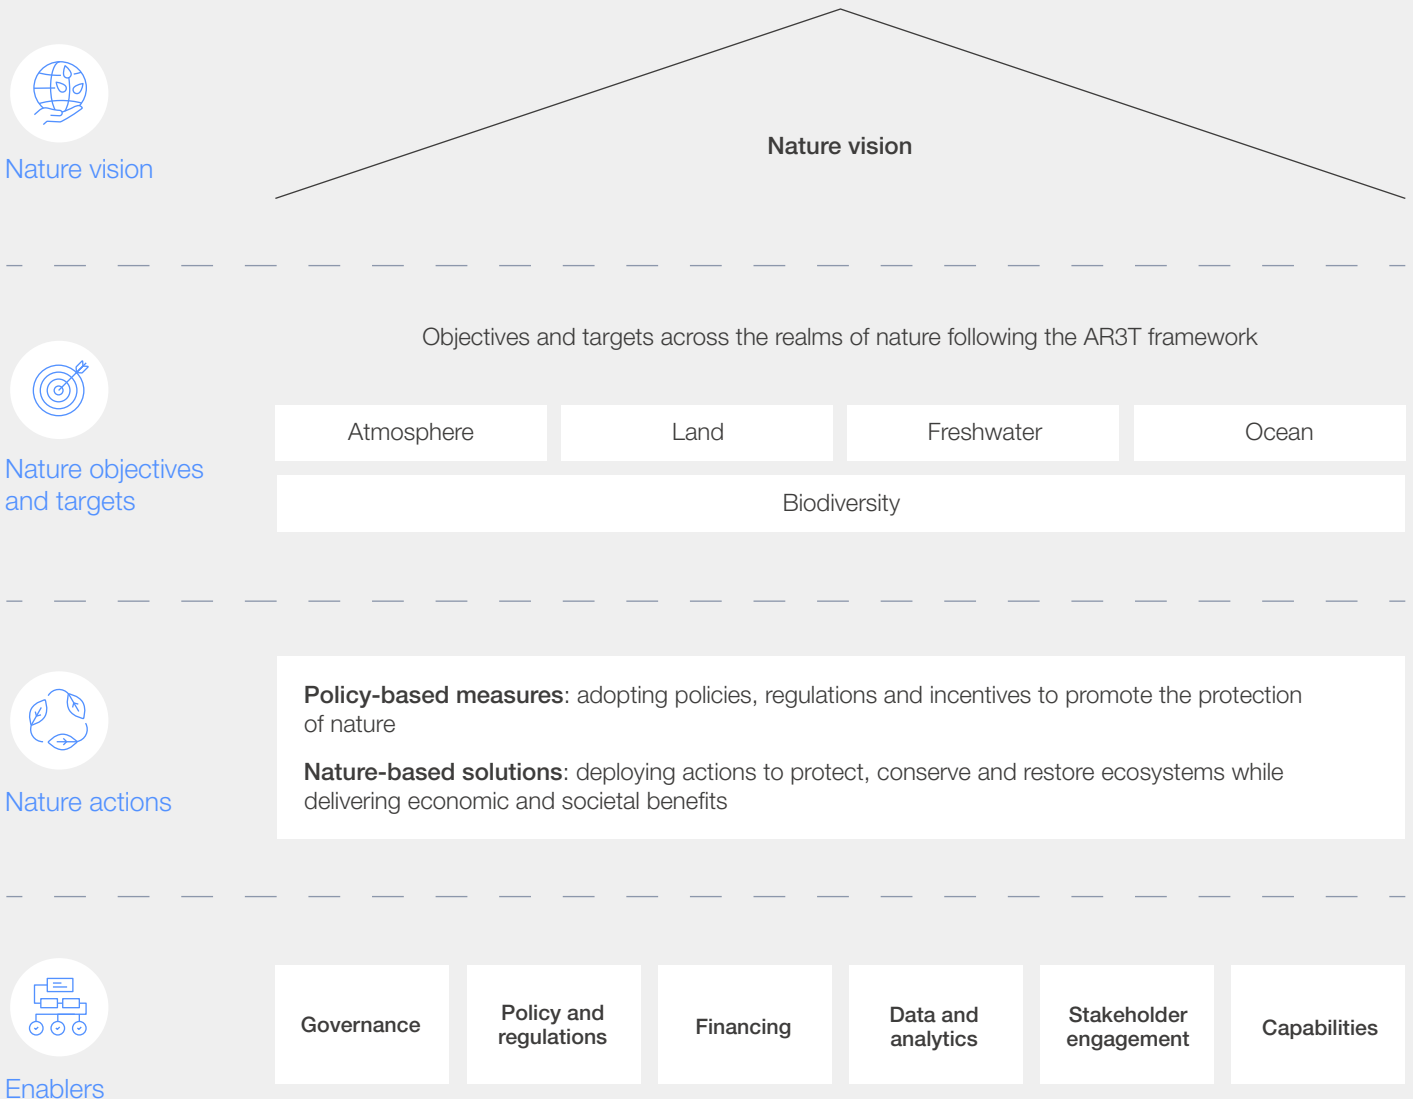 Nature vision
Nature vision
Objectives and targets across the realms of nature following the AR3T framework
Nature objectives
and targets
Atmosphere
Land
Freshwater
Ocean
Biodiversity
Nature actions
Policy-based measures: adopting policies, regulations and incentives to promote the protection
of nature
Nature-based solutions: deploying actions to protect, conserve and restore ecosystems while
delivering economic and societal benefits
Enablers
Governance
Policy and
regulations
Financing
Data and
analytics
Stakeholder
engagement
Capabilities